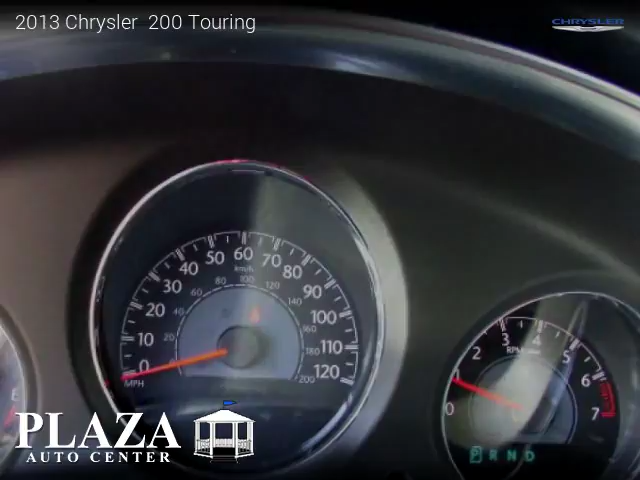 2013 Chrysler 200 Touring
CHRYSLER
0 10 20 30 40 50 60 70 80 90 100 110 120
MPH
km/h
20 40 60 80 100 120 140 160 180 200
0 1 2 3 4 5 6 7
RPM
E
P R N D
PLAZA
AUTO CENTER